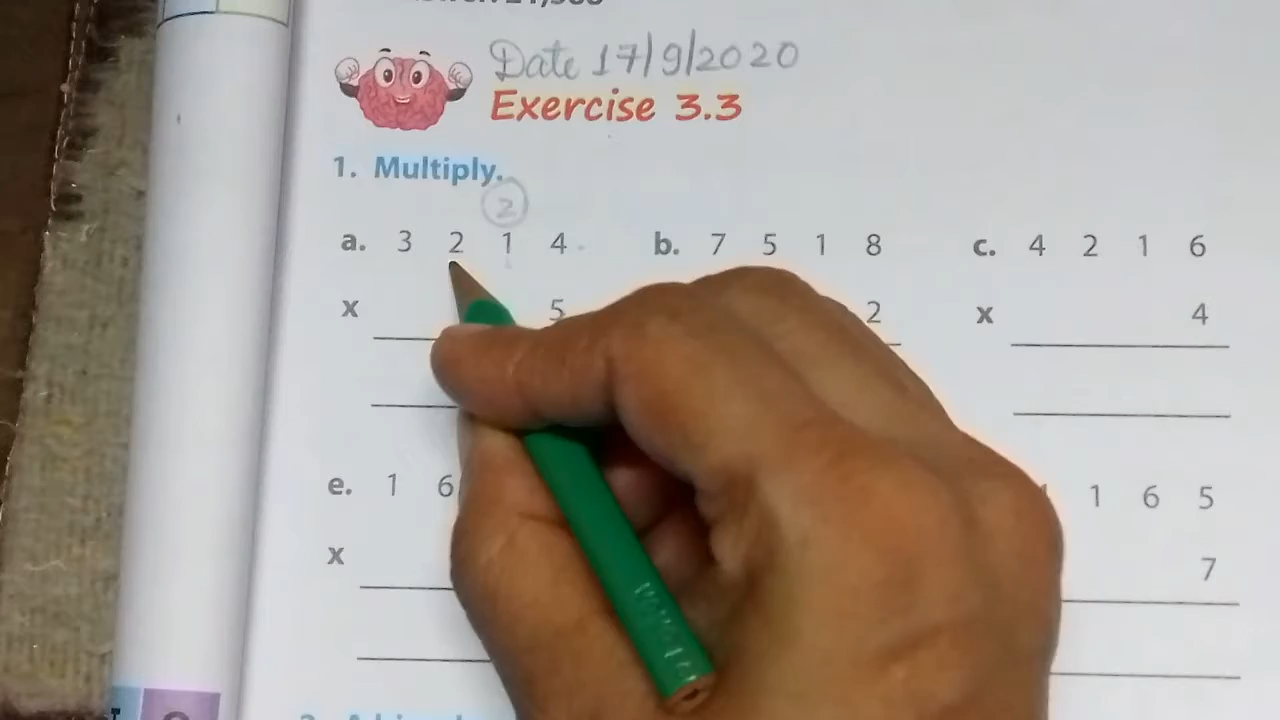 Date 17/9/2020
Exercise 3.3
1. Multiply.
2
a. 3 2 1 4
x 5
b. 7 5 1 8
2
c. 4 2 1 6
x 4
e. 1 6
x
1 6 5
7